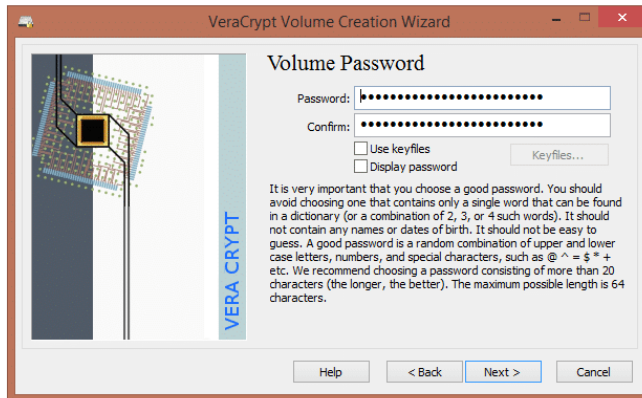 VeraCrypt Volume Creation Wizard
Volume Password
Password: ●●●●●●●●●●●●●●●●●●●●●●●●●
Confirm: ●●●●●●●●●●●●●●●●●●●●●●●●●
Use keyfiles
Keyfiles...
Display password
It is very important that you choose a good password. You should
avoid choosing one that contains only a single word that can be found
in a dictionary (or a combination of 2, 3, or 4 such words). It should
not contain any names or dates of birth. It should not be easy to
guess. A good password is a random combination of upper and lower
case letters, numbers, and special characters, such as @ ^ = $ * +
etc. We recommend choosing a password consisting of more than 20
characters (the longer, the better). The maximum possible length is 64
characters.
VERA CRYPT
Help
< Back
Next >
Cancel